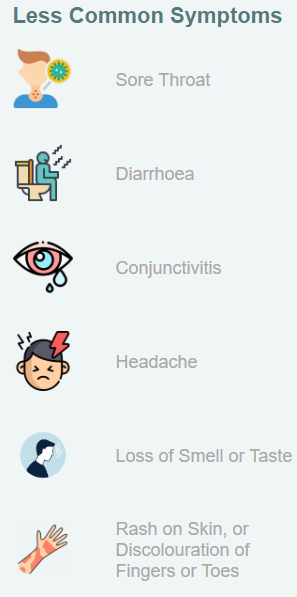 Less Common Symptoms
Sore Throat
Diarrhoea
Conjunctivitis
Headache
Loss of Smell or Taste
Rash on Skin, or
Discolouration of
Fingers or Toes